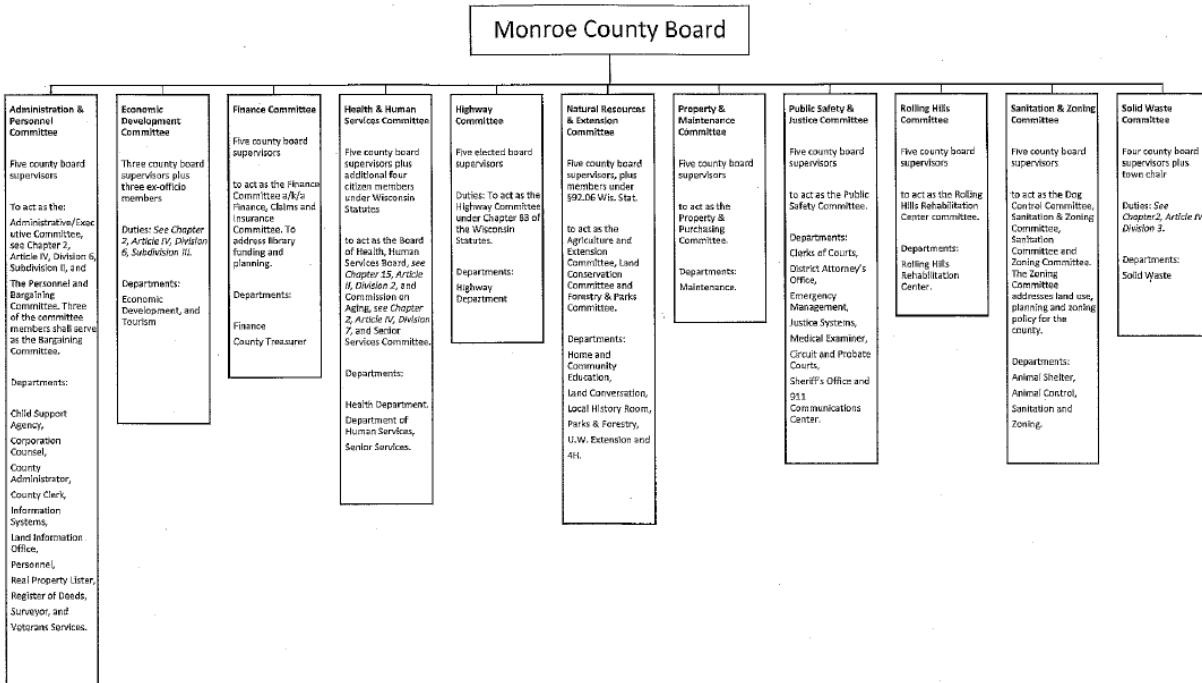 Monroe County Board
Administration &
Personnel
Committee
Five county board
supervisors
To act as the:
Administrative/Exec
utive Committee,
see Chapter 2,
Article IV, Division 6,
Subdivision II, and
The Personnel and
Bargaining
Committee. Three
of the committee
members shall serve
as the Bargaining
Committee.
Departments:
Child Support
Agency,
Corporation
Counsel,
County
Administrator,
County Clerk,
Information
Systems,
Land Information
Office,
Personnel,
Real Property Lister,
Register of Deeds,
Surveyor, and
Veterans Services.
Economic
Development
Committee
Three county board
supervisors plus
three ex-officio
members
Duties: See Chapter
2, Article IV, Division
6, Subdivision III.
Departments:
Economic
Development, and
Tourism
Finance Committee
Five county board
supervisors
to act as the Finance
Committee a/k/a
Finance, Claims and
Insurance
Committee. To
address library
funding and
planning.
Departments:
Finance
County Treasurer
Health & Human
Services Committee
Five county board
supervisors plus
additional four
citizen members
under Wisconsin
Statutes
to act as the Board
of Health, Human
Services Board, see
Chapter 15, Article
II, Division 2, and
Commission on
Aging, see Chapter
2, Article IV, Division
7, and Senior
Services Committee.
Departments:
Health Department.
Department of
Human Services,
Senior Services.
Highway
Committee
Five elected board
supervisors
Duties: To act as the
Highway Committee
under Chapter 83 of
the Wisconsin
Statutes.
Departments:
Highway
Department
Natural Resources
& Extension
Committee
Five county board
supervisors, plus
members under
§92.06 Wis. Stat.
to act as the
Agriculture and
Extension
Committee, Land
Conservation
Committee and
Forestry & Parks
Committee.
Departments:
Home and
Community
Education,
Land Conversation,
Local History Room,
Parks & Forestry,
U.W. Extension and
4H.
Property &
Maintenance
Committee
Five county board
supervisors
to act as the
Property &
Purchasing
Committee.
Departments:
Maintenance.
Public Safety &
Justice Committee
Five county board
supervisors
to act as the Public
Safety Committee.
Departments:
Clerks of Courts,
District Attorney's
Office,
Emergency
Management,
Justice Systems,
Medical Examiner,
Circuit and Probate
Courts,
Sheriff's Office and
911
Communications
Center.
Rolling Hills
Committee
Five county board
supervisors
to act as the Rolling
Hills Rehabilitation
Center committee.
Departments:
Rolling Hills
Rehabilitation
Center.
Sanitation & Zoning
Committee
Five county board
supervisors
to act as the Dog
Control Committee,
Sanitation & Zoning
Committee,
Sanitation
Committee and
Zoning Committee.
The Zoning
Committee
addresses land use,
planning and zoning
policy for the
county.
Departments:
Animal Shelter,
Animal Control,
Sanitation and
Zoning.
Solid Waste
Committee
Four county board
supervisors plus
town chair
Duties: See
Chapter2, Article IV
Division 3.
Departments:
Solid Waste